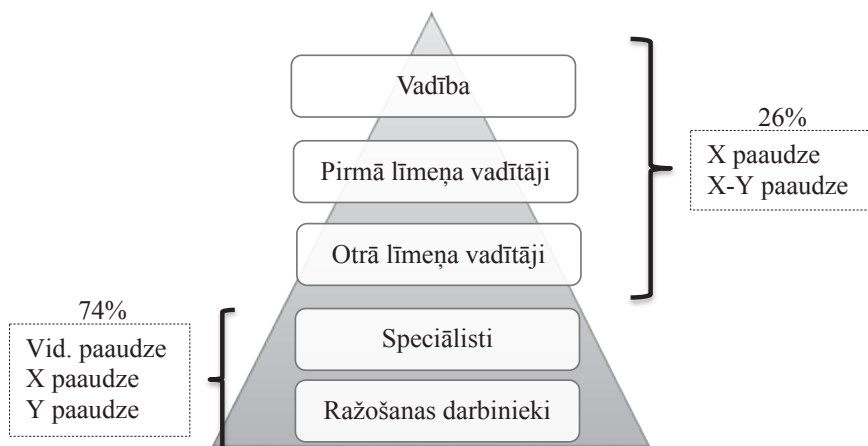 Vadība
Pirmā līmeņa vadītāji
Otrā līmeņa vadītāji
Speciālisti
Ražošanas darbinieki
26%
X paaudze
X-Y paaudze
74%
Vid. paaudze
X paaudze
Y paaudze